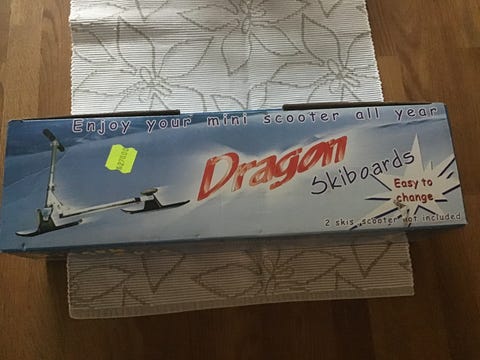 Enjoy your mini scooter all year
Dragon
Skiboards
Easy to
change
2 skis, scooter not included